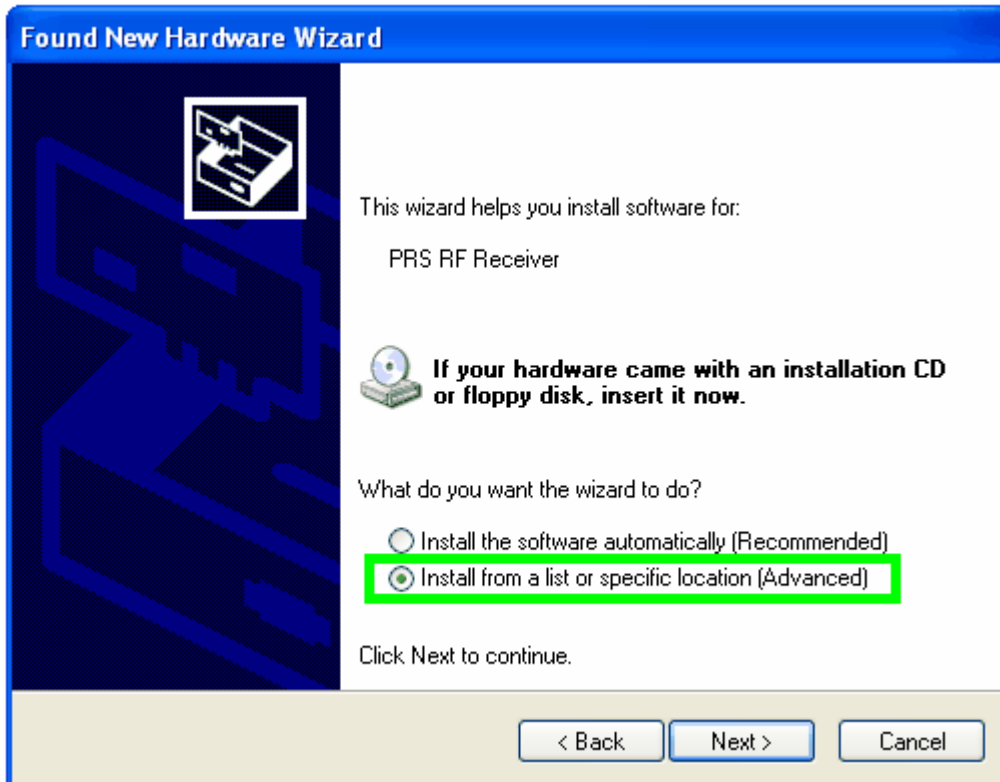 Found New Hardware Wizard
This wizard helps you install software for:
PRS RF Receiver
If your hardware came with an installation CD
or floppy disk, insert it now.
What do you want the wizard to do?
Install the software automatically (Recommended)
Install from a list or specific location (Advanced)
Click Next to continue.
< Back
Next >
Cancel